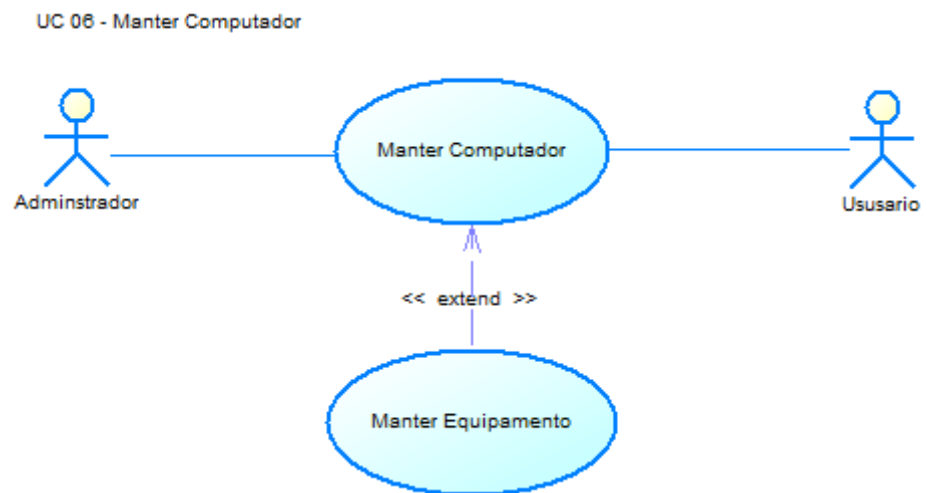 UC 06 - Manter Computador
Manter Computador
Adminstrador
Ususario
<< extend >>
Manter Equipamento